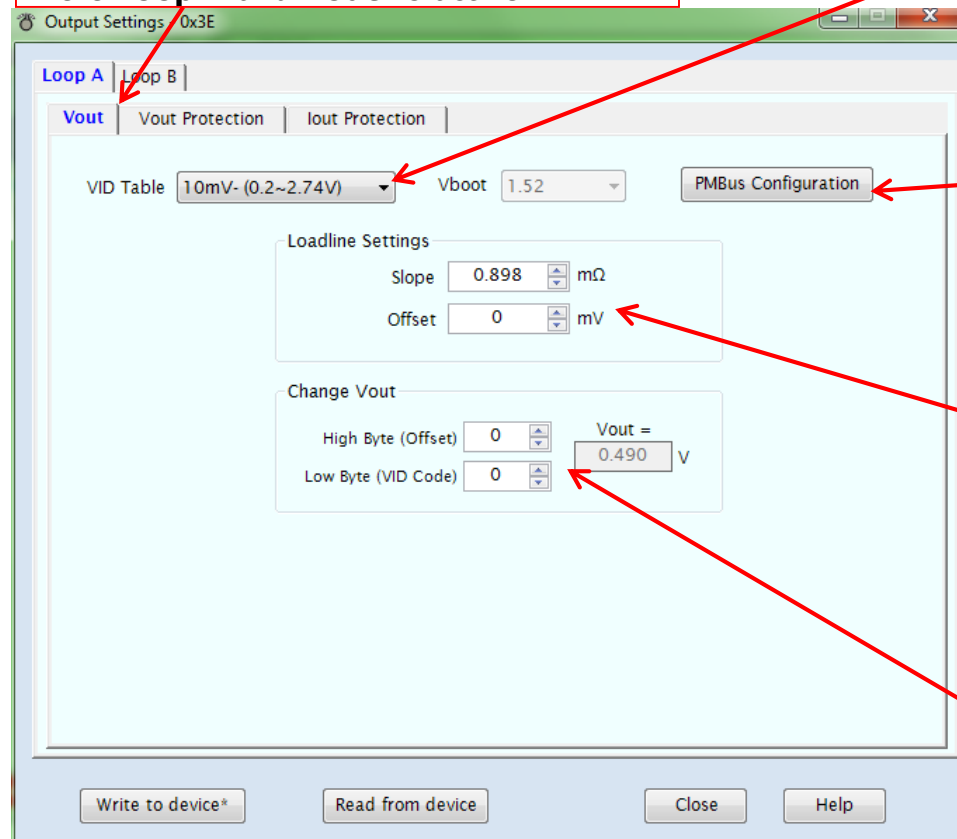 Output Settings - 0x3E
Loop A Loop B
Vout Vout Protection Iout Protection
VID Table 10mV- (0.2~2.74V) Vboot 1.52 PMBus Configuration
Loadline Settings
Slope 0.898 mΩ
Offset 0 mV
Change Vout
High Byte (Offset) 0 Vout =
0.490 V
Low Byte (VID Code) 0
Write to device* Read from device Close Help